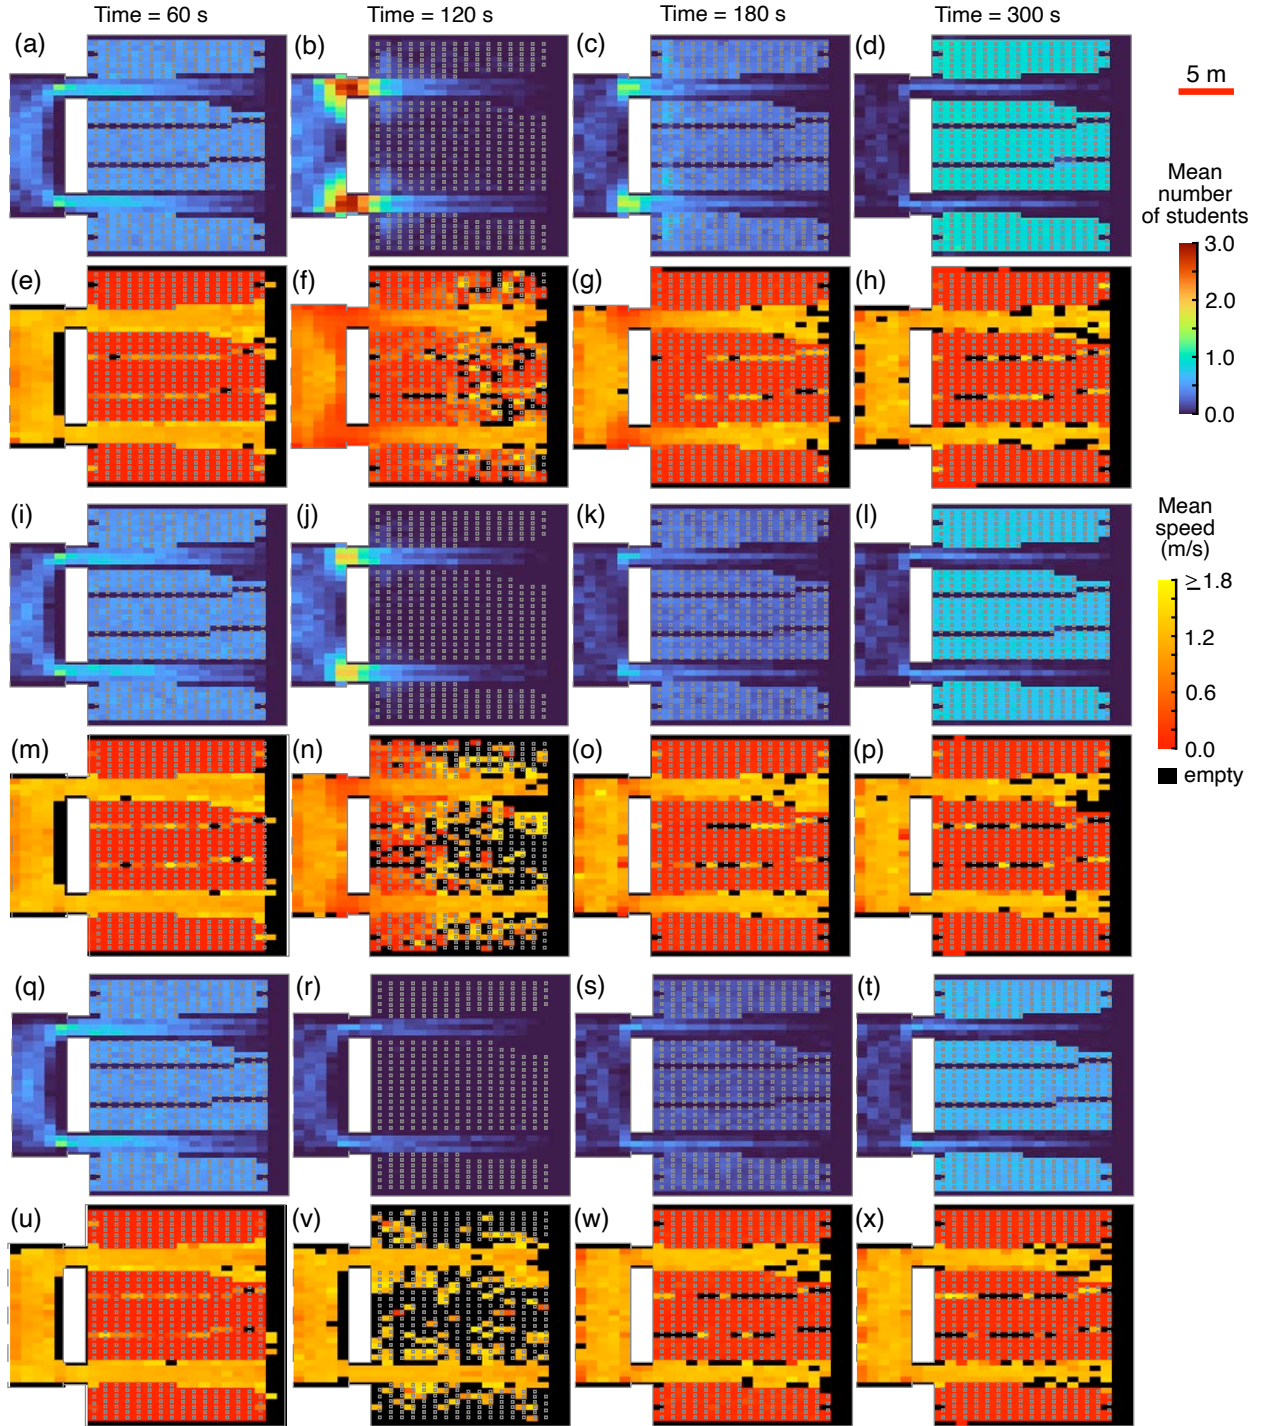 Time = 60 s
Time = 120 s
Time = 180 s
Time = 300 s
(a)
(b)
(c)
(d)
5 m
Mean
number
of students
3.0
2.0
1.0
0.0
(e)
(f)
(g)
(h)
(i)
(j)
(k)
(l)
Mean
speed
(m/s)
≥ 1.8
1.2
0.6
0.0
empty
(m)
(n)
(o)
(p)
(q)
(r)
(s)
(t)
(u)
(v)
(w)
(x)